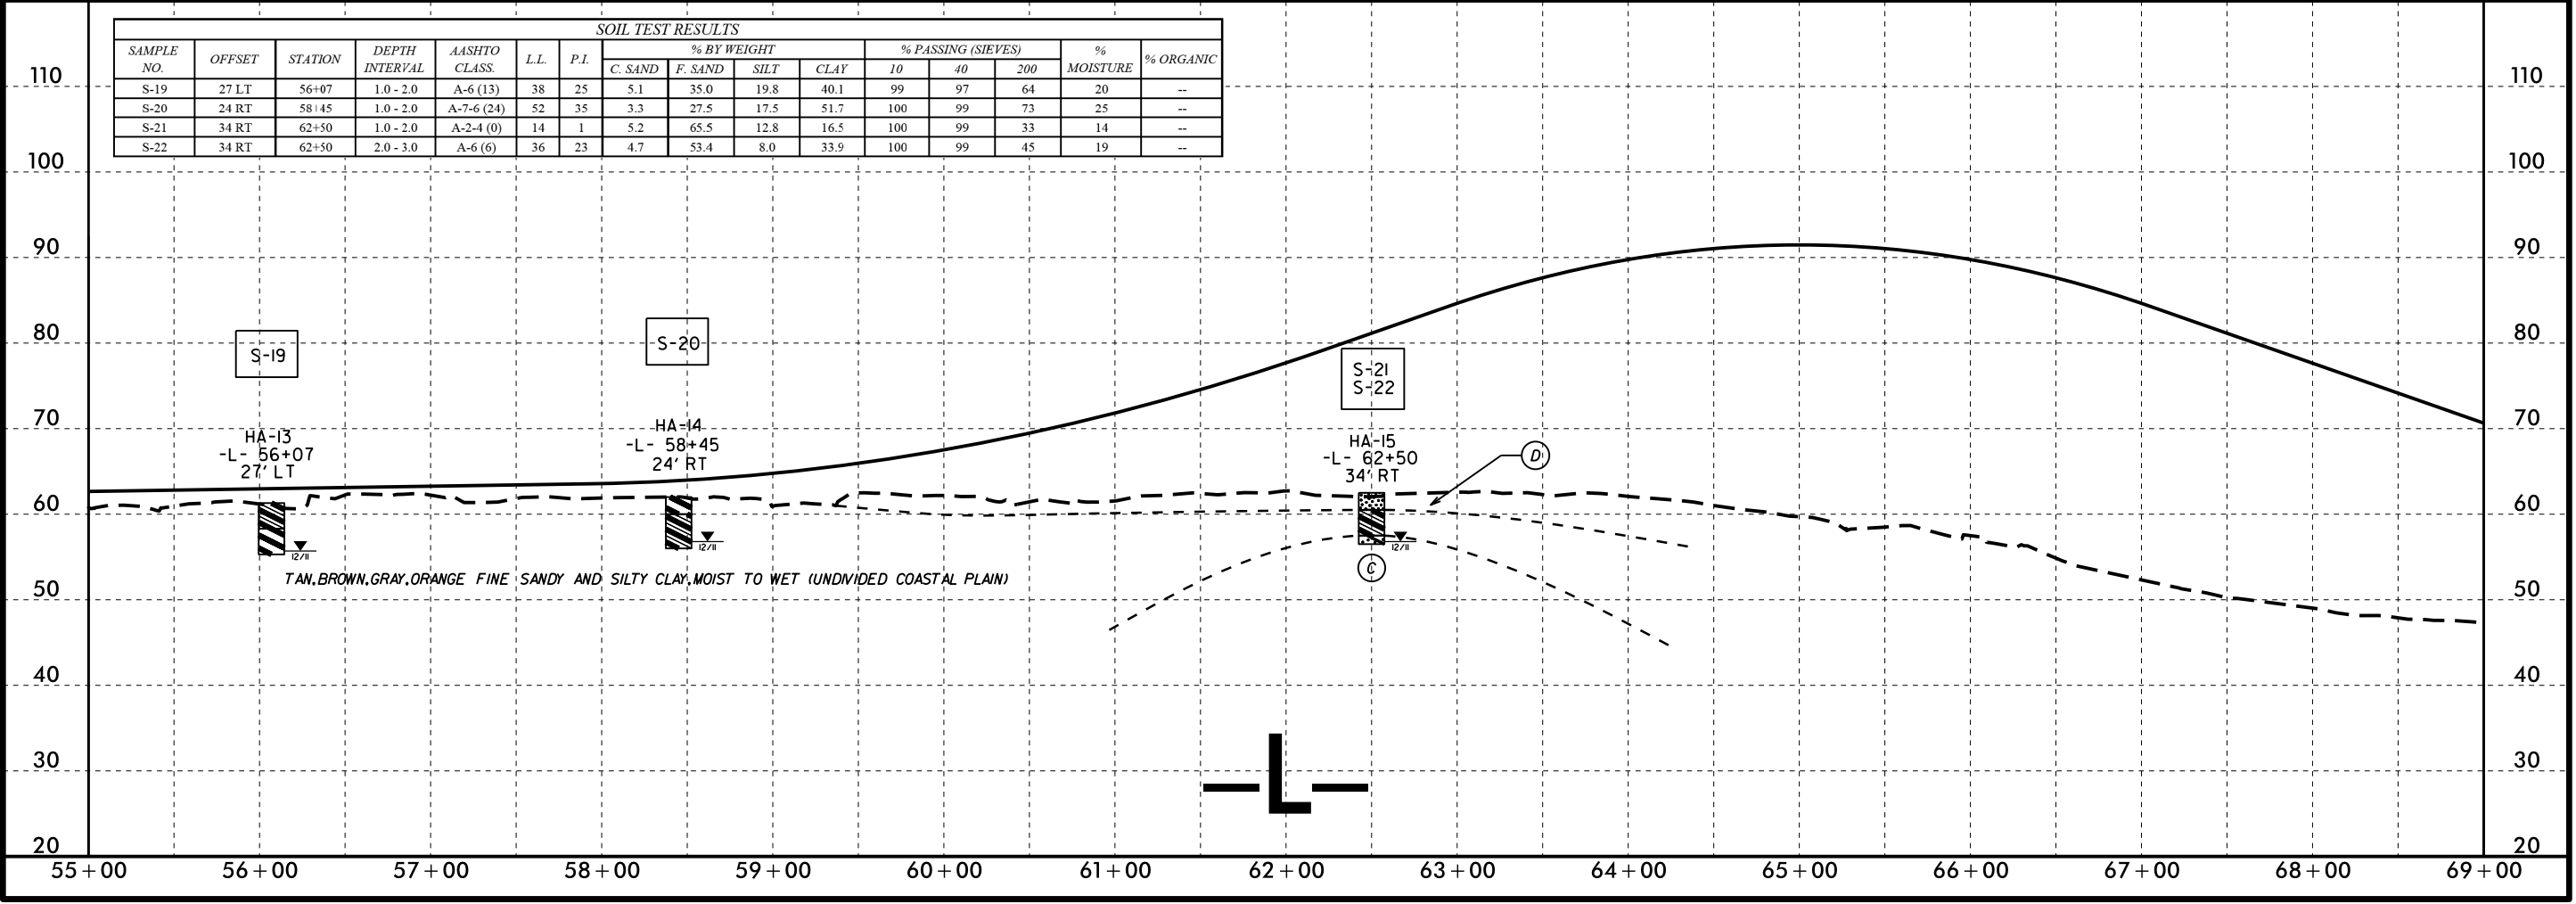 SOIL TEST RESULTS
SAMPLE NO. OFFSET STATION DEPTH INTERVAL AASHTO CLASS. L.L. P.I. % BY WEIGHT % PASSING (SIEVES) % MOISTURE % ORGANIC
C. SAND F. SAND SILT CLAY 10 40 200
S-19 27 LT 56+07 1.0 - 2.0 A-6 (13) 38 25 5.1 35.0 19.8 40.1 99 97 64 20 --
S-20 24 RT 58+45 1.0 - 2.0 A-7-6 (24) 52 35 3.3 27.5 17.5 51.7 100 99 73 25 --
S-21 34 RT 62+50 1.0 - 2.0 A-2-4 (0) 14 1 5.2 65.5 12.8 16.5 100 99 33 14 --
S-22 34 RT 62+50 2.0 - 3.0 A-6 (6) 36 23 4.7 53.4 8.0 33.9 100 99 45 19 --
110 110
100 100
90 90
80 80
S-19
S-20
S-21
S-22
70 70
HA-13
-L- 56+07
27' LT
HA-14
-L- 58+45
24' RT
HA-15
-L- 62+50
34' RT
D
60 60
12/11
12/11
12/11
C
TAN,BROWN,GRAY,ORANGE FINE SANDY AND SILTY CLAY,MOIST TO WET (UNDIVIDED COASTAL PLAIN)
50 50
40 40
30 30
-L-
20 20
55+00 56+00 57+00 58+00 59+00 60+00 61+00 62+00 63+00 64+00 65+00 66+00 67+00 68+00 69+00